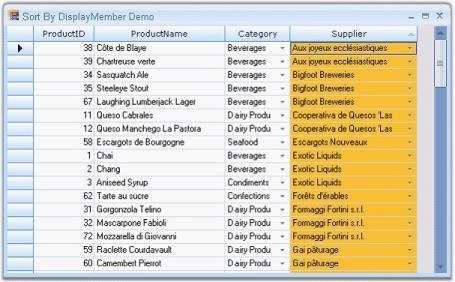 Sort By DisplayMember Demo
ProductID ProductName Category Supplier
38 Côte de Blaye Beverages Aux joyeux ecclésiastiques
39 Chartreuse verte Beverages Aux joyeux ecclésiastiques
34 Sasquatch Ale Beverages Bigfoot Breweries
35 Steeleye Stout Beverages Bigfoot Breweries
67 Laughing Lumberjack Lager Beverages Bigfoot Breweries
11 Queso Cabrales Dairy Produ Cooperativa de Quesos 'Las
12 Queso Manchego La Pastora Dairy Produ Cooperativa de Quesos 'Las
58 Escargots de Bourgogne Seafood Escargots Nouveaux
1 Chai Beverages Exotic Liquids
2 Chang Beverages Exotic Liquids
3 Aniseed Syrup Condiments Exotic Liquids
62 Tarte au sucre Confections Forêts d'érables
31 Gorgonzola Telino Dairy Produ Formaggi Fortini s.r.l.
32 Mascarpone Fabioli Dairy Produ Formaggi Fortini s.r.l.
72 Mozzarella di Giovanni Dairy Produ Formaggi Fortini s.r.l.
59 Raclette Courdavault Dairy Produ Gai pâturage
60 Camembert Pierrot Dairy Produ Gai pâturage